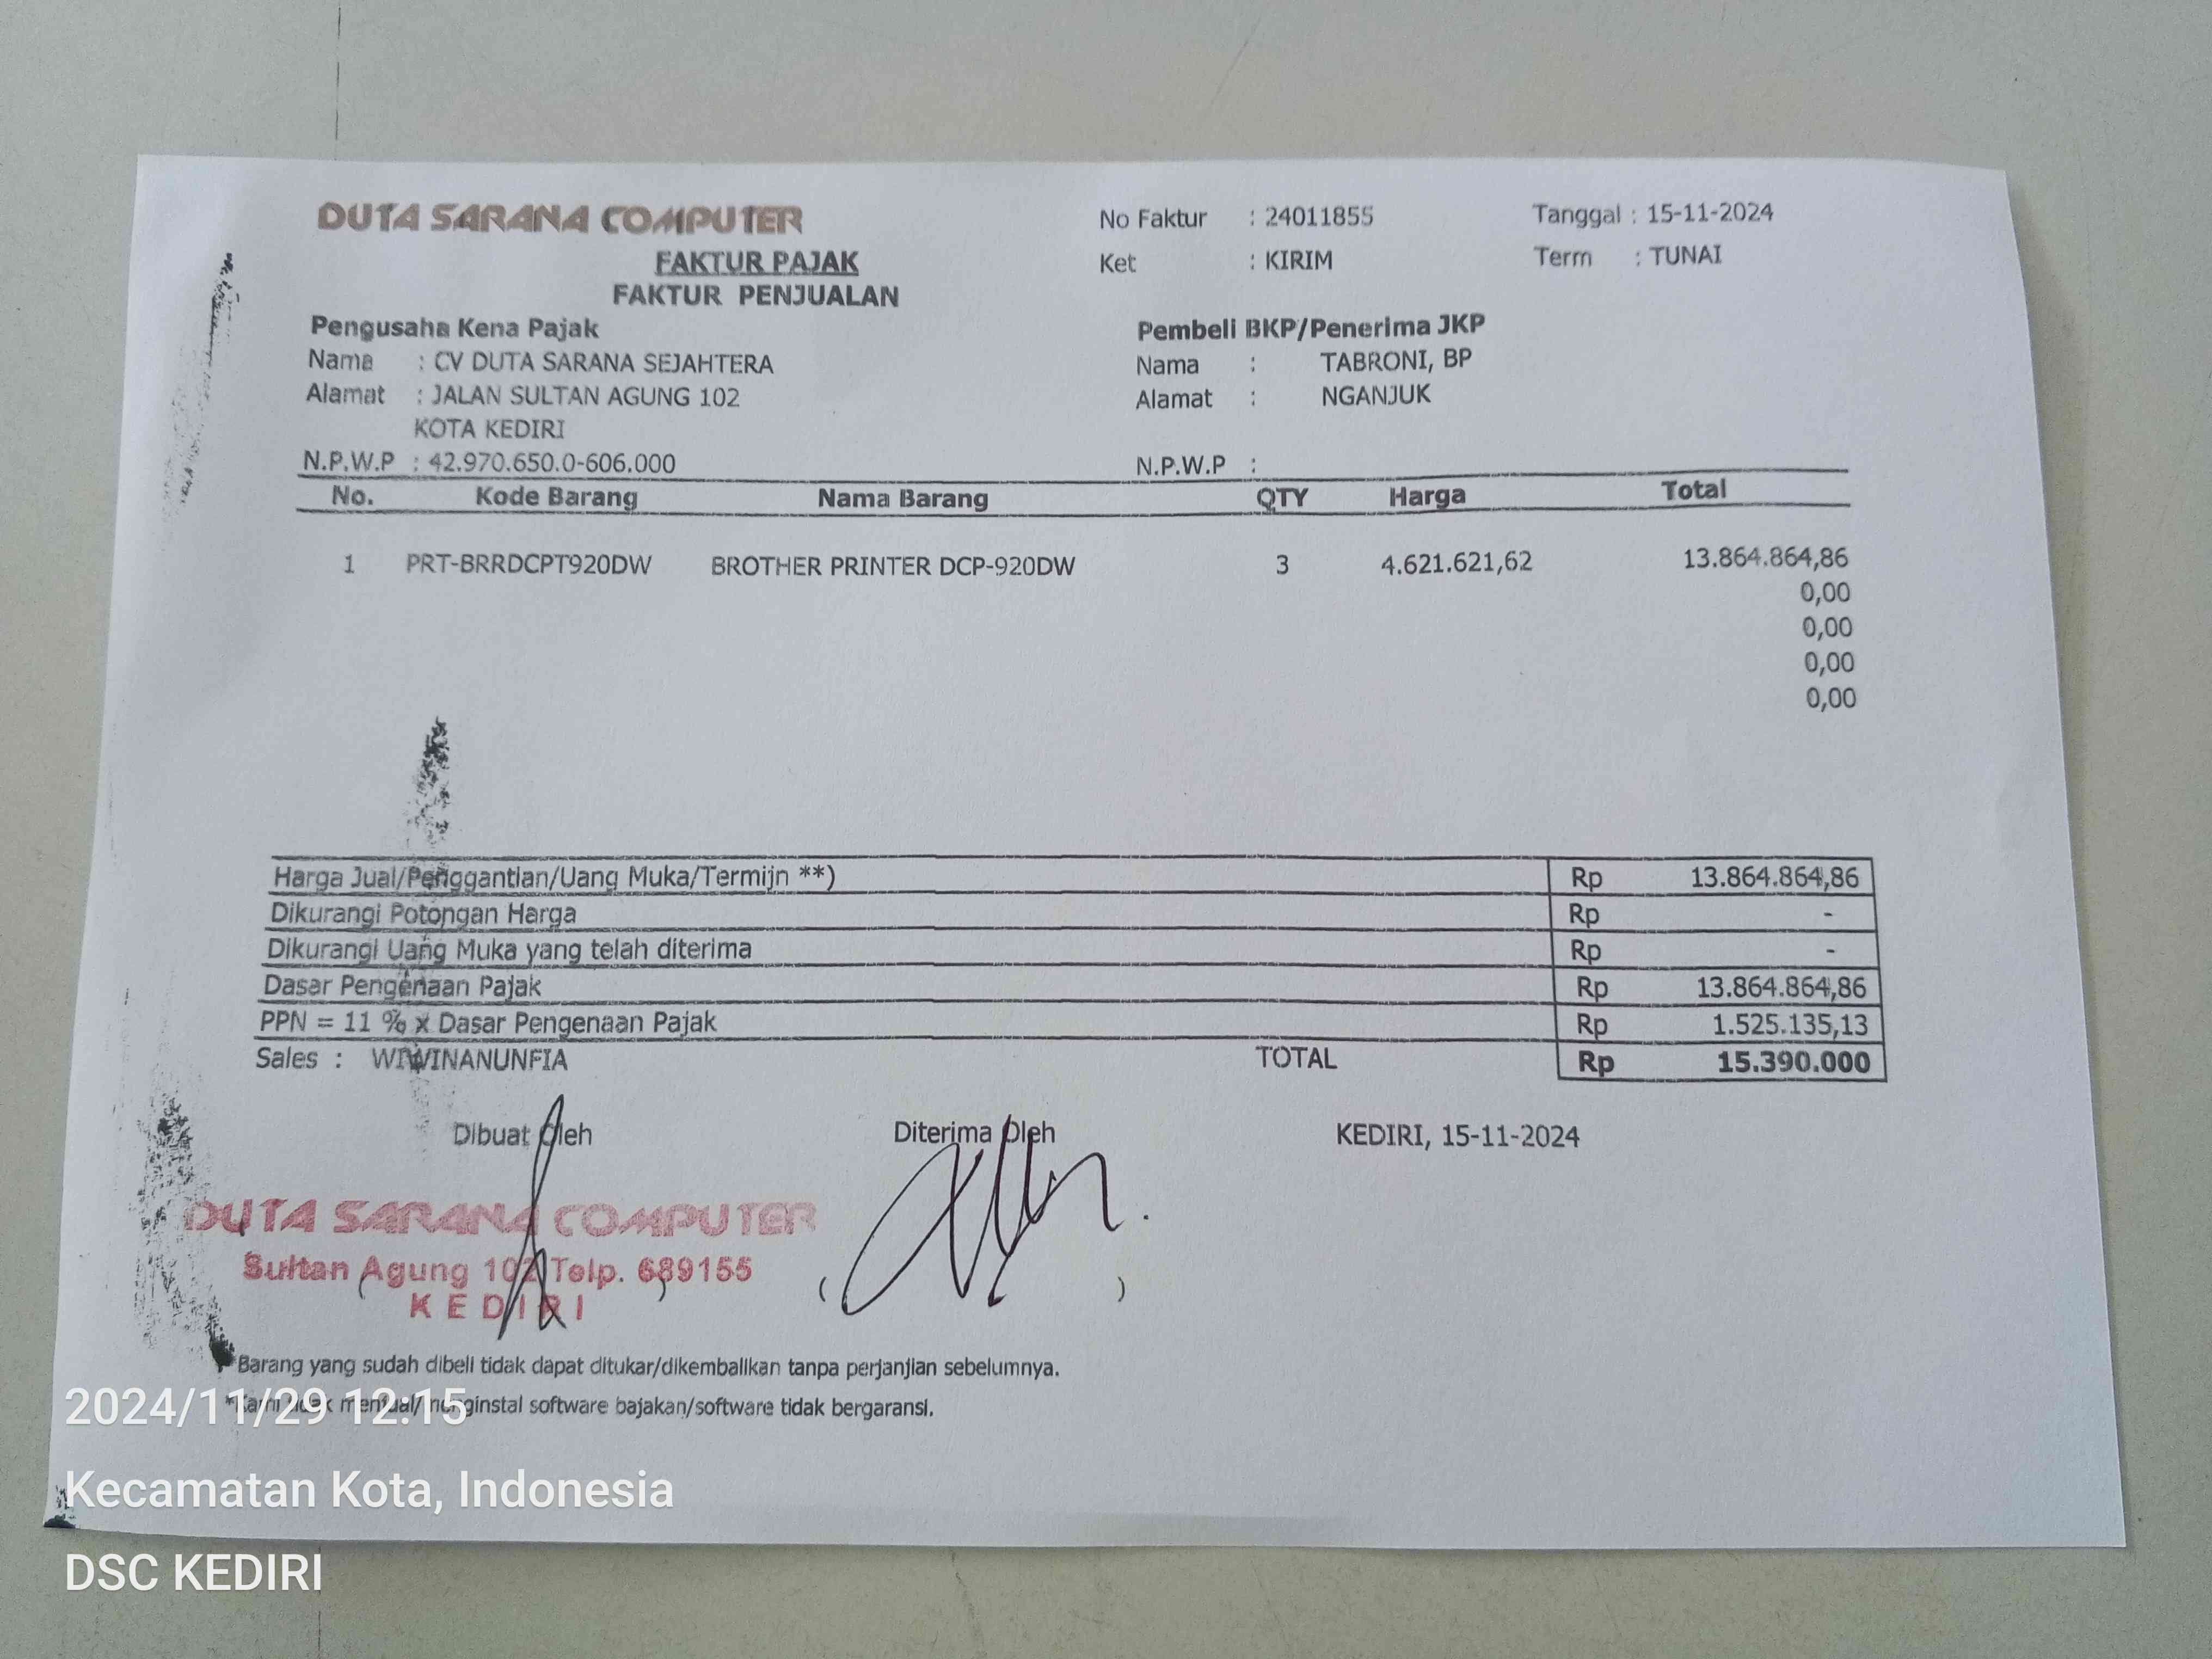 DUTA SARANA COMPUTER
FAKTUR PAJAK
FAKTUR PENJUALAN
No Faktur : 24011855 Tanggal : 15-11-2024
Ket : KIRIM Term : TUNAI
Pengusaha Kena Pajak
Nama : CV DUTA SARANA SEJAHTERA
Alamat : JALAN SULTAN AGUNG 102
KOTA KEDIRI
N.P.W.P : 42.970.650.0-606.000
Pembeli BKP/Penerima JKP
Nama : TABRONI, BP
Alamat : NGANJUK
N.P.W.P :
No. Kode Barang Nama Barang QTY Harga Total
1 PRT-BRRDCPT920DW BROTHER PRINTER DCP-920DW 3 4.621.621,62 13.864.864,86
0,00
0,00
0,00
0,00
Harga Jual/Penggantian/Uang Muka/Termijn **) Rp 13.864.864,86
Dikurangi Potongan Harga Rp -
Dikurangi Uang Muka yang telah diterima Rp -
Dasar Pengenaan Pajak Rp 13.864.864,86
PPN = 11 % x Dasar Pengenaan Pajak Rp 1.525.135,13
Sales : WIWINANUNFIA TOTAL Rp 15.390.000
Dibuat Oleh Diterima Oleh KEDIRI, 15-11-2024
DUTA SARANA COMPUTER
Sultan Agung 102 Telp. 689155
KEDIRI
( ) ( )
*Barang yang sudah dibeli tidak dapat ditukar/dikembalikan tanpa perjanjian sebelumnya.
*Kami tidak menjual/menginstal software bajakan/software tidak bergaransi.
2024/11/29 12:15
Kecamatan Kota, Indonesia
DSC KEDIRI